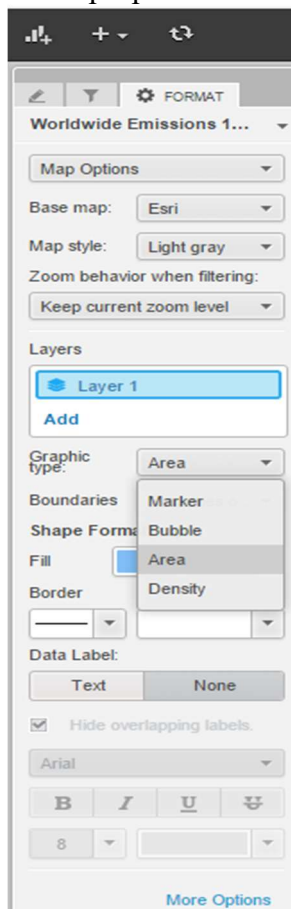 FORMAT
Worldwide Emissions 1...
Map Options
Base map: Esri
Map style: Light gray
Zoom behavior when filtering:
Keep current zoom level
Layers
Layer 1
Add
Graphic type: Area
Boundaries
Marker
Shape Forma
Bubble
Fill
Area
Border
Density
Data Label:
Text None
Hide overlapping labels.
Arial
B I U U
8
More Options